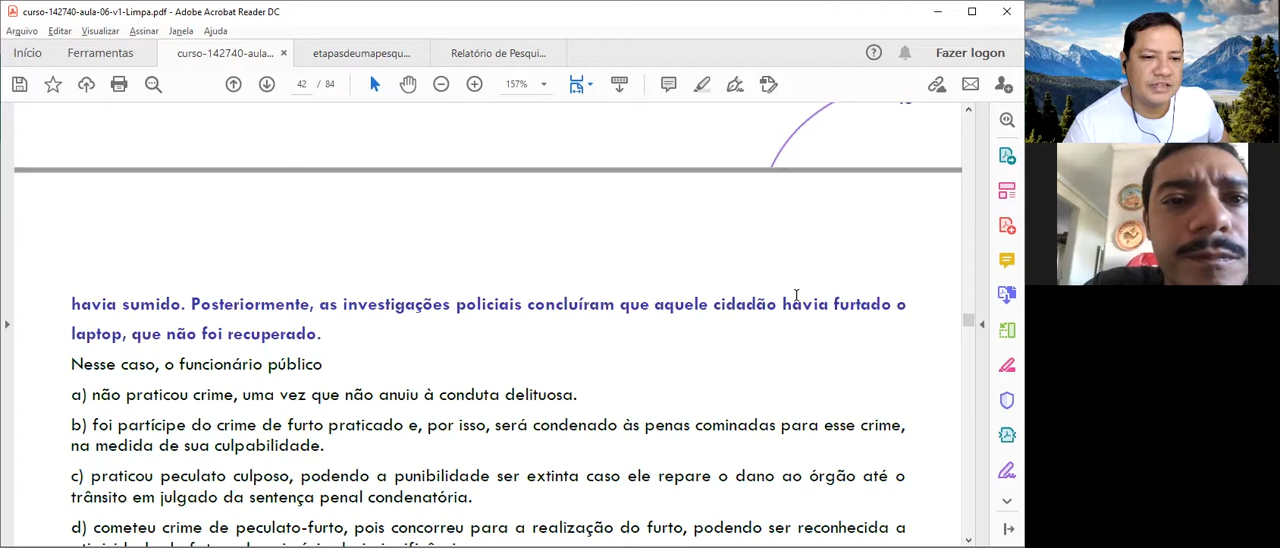 curso-142740-aula-06-v1-Limpa.pdf - Adobe Acrobat Reader DC
Arquivo Editar Visualizar Assinar Janela Ajuda
Início Ferramentas curso-142740-aula... × etapasdeumapesqu... Relatório de Pesqui... Fazer logon
42 / 84 157%
havia sumido. Posteriormente, as investigações policiais concluíram que aquele cidadão havia furtado o
laptop, que não foi recuperado.
Nesse caso, o funcionário público
a) não praticou crime, uma vez que não anuiu à conduta delituosa.
b) foi partícipe do crime de furto praticado e, por isso, será condenado às penas cominadas para esse crime,
na medida de sua culpabilidade.
c) praticou peculato culposo, podendo a punibilidade ser extinta caso ele repare o dano ao órgão até o
trânsito em julgado da sentença penal condenatória.
d) cometeu crime de peculato-furto, pois concorreu para a realização do furto, podendo ser reconhecida a